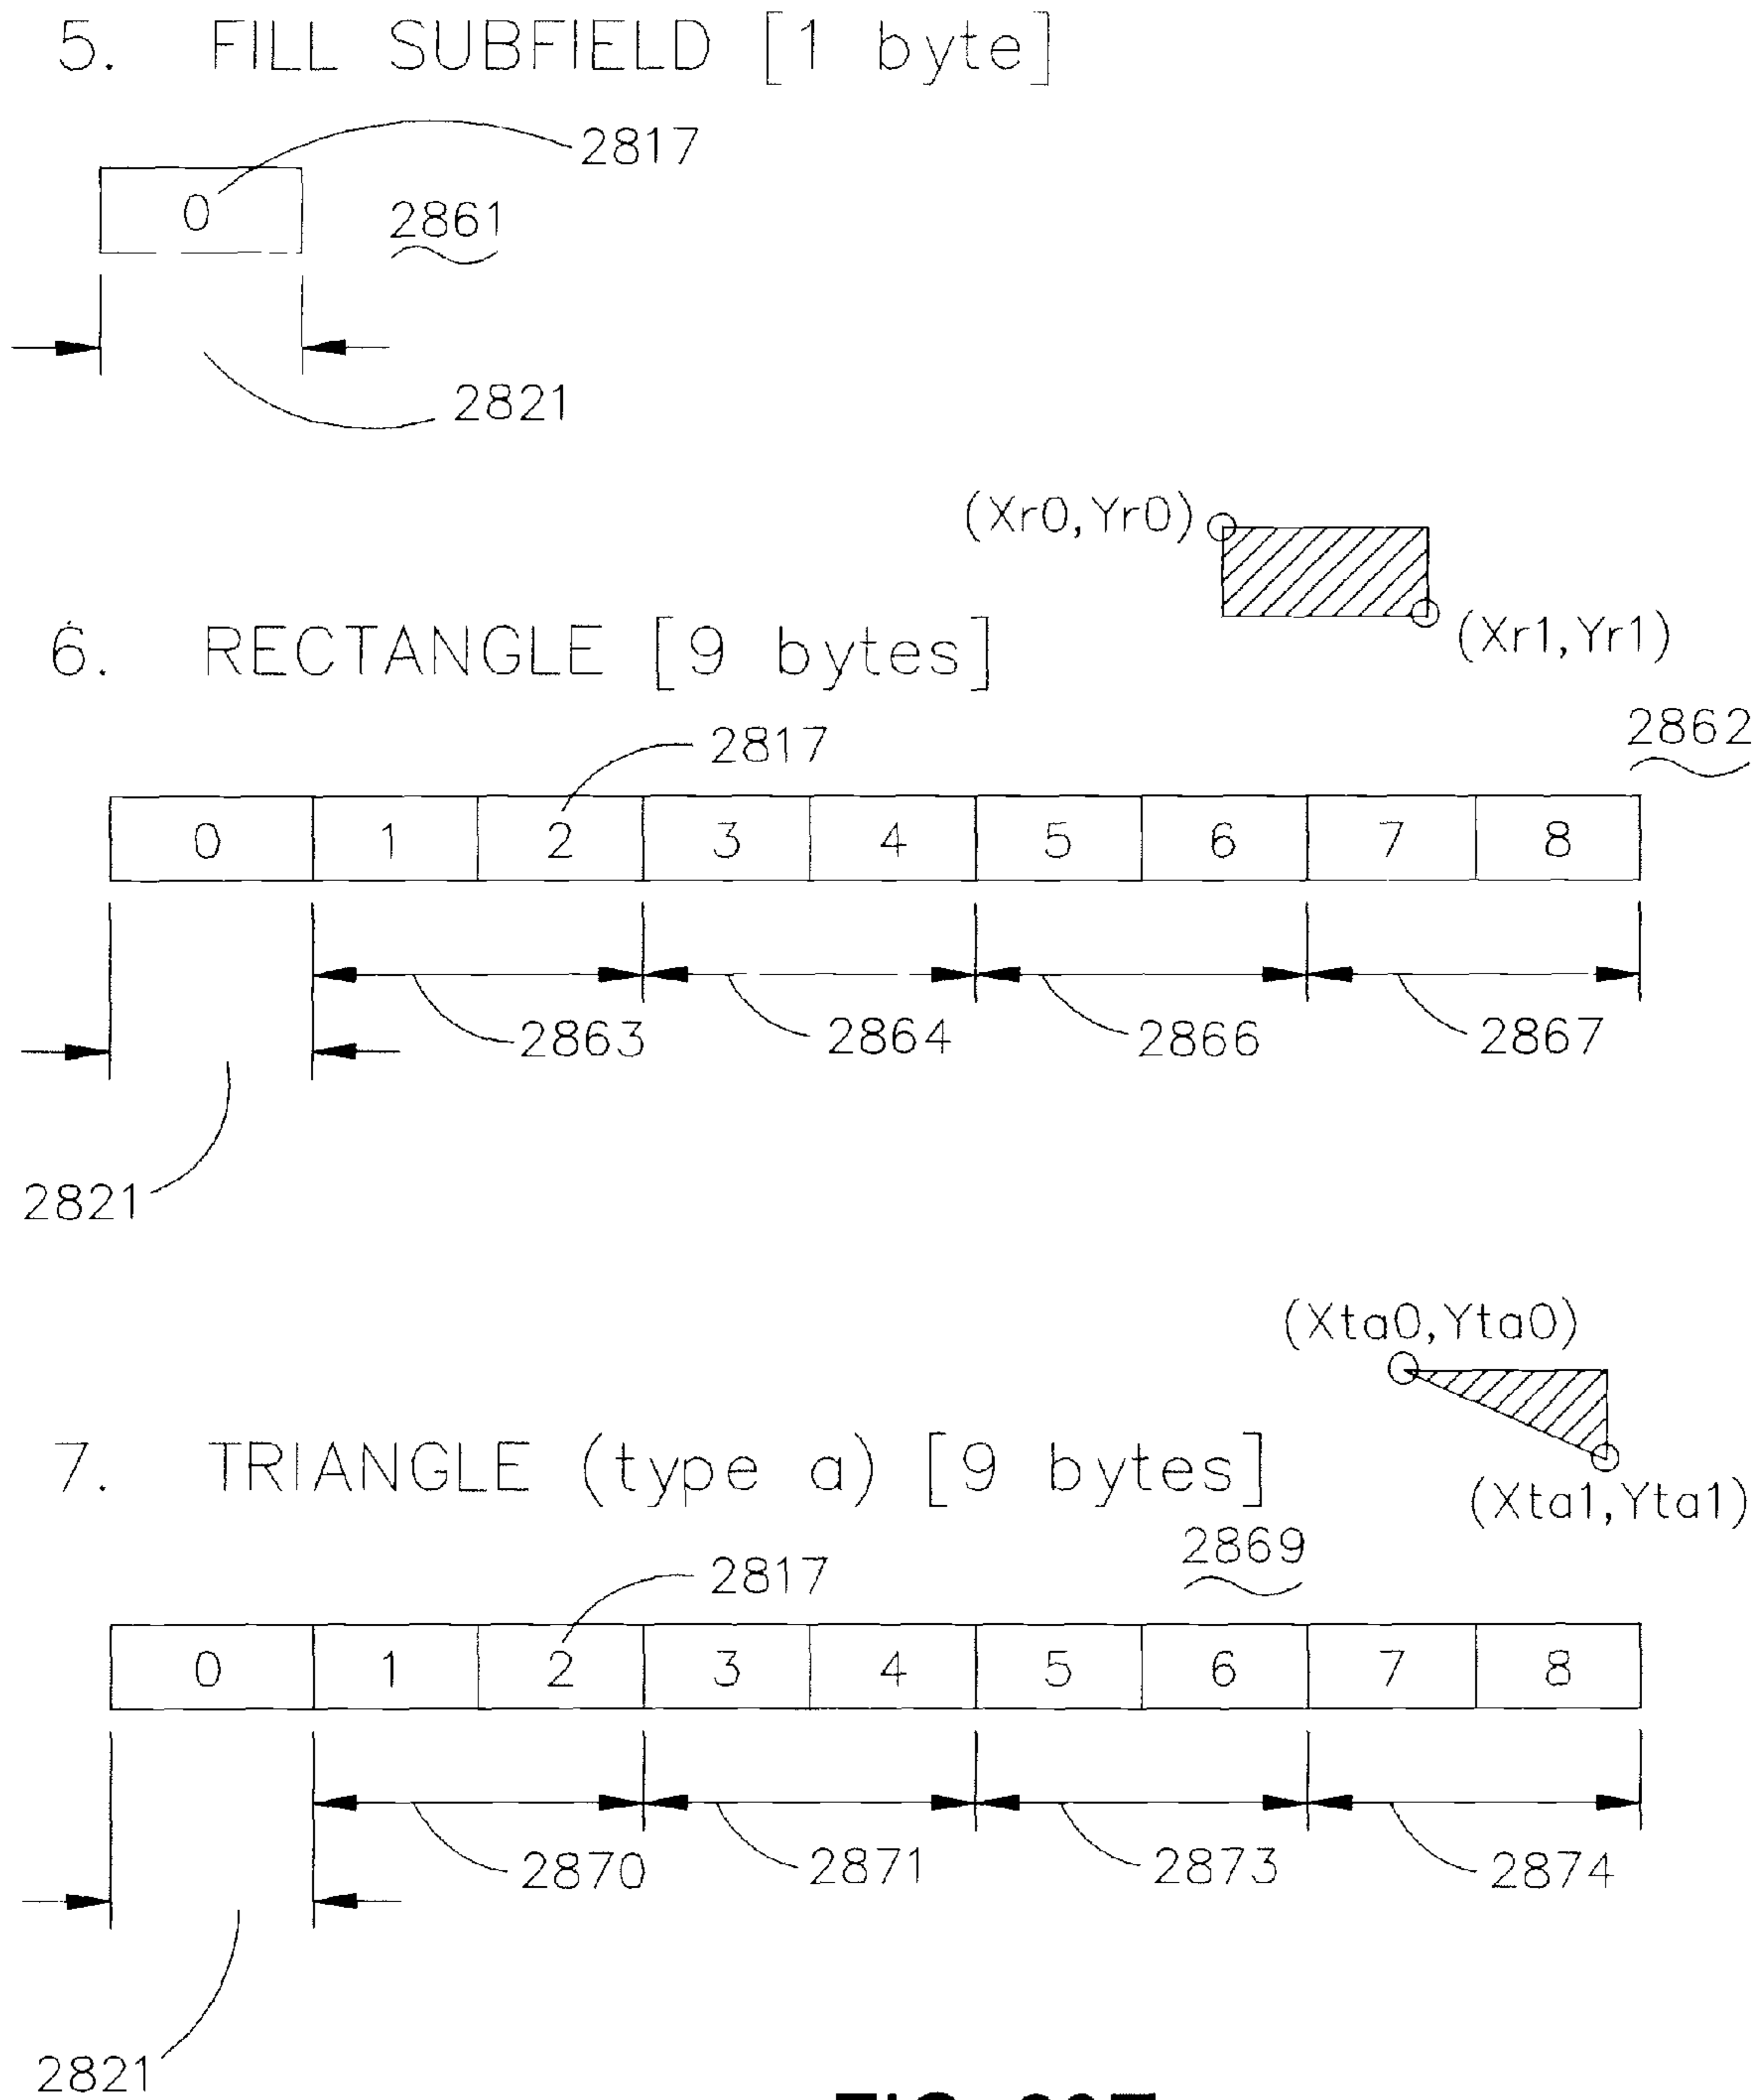 5. FILL SUBFIELD [1 byte]
2817
0
2861
2821
(Xr0,Yr0)
(Xr1,Yr1)
6. RECTANGLE [9 bytes]
2862
2817
0 1 2 3 4 5 6 7 8
2863 2864 2866 2867
2821
(Xta0,Yta0)
(Xta1,Yta1)
7. TRIANGLE (type a) [9 bytes]
2869
2817
0 1 2 3 4 5 6 7 8
2870 2871 2873 2874
2821